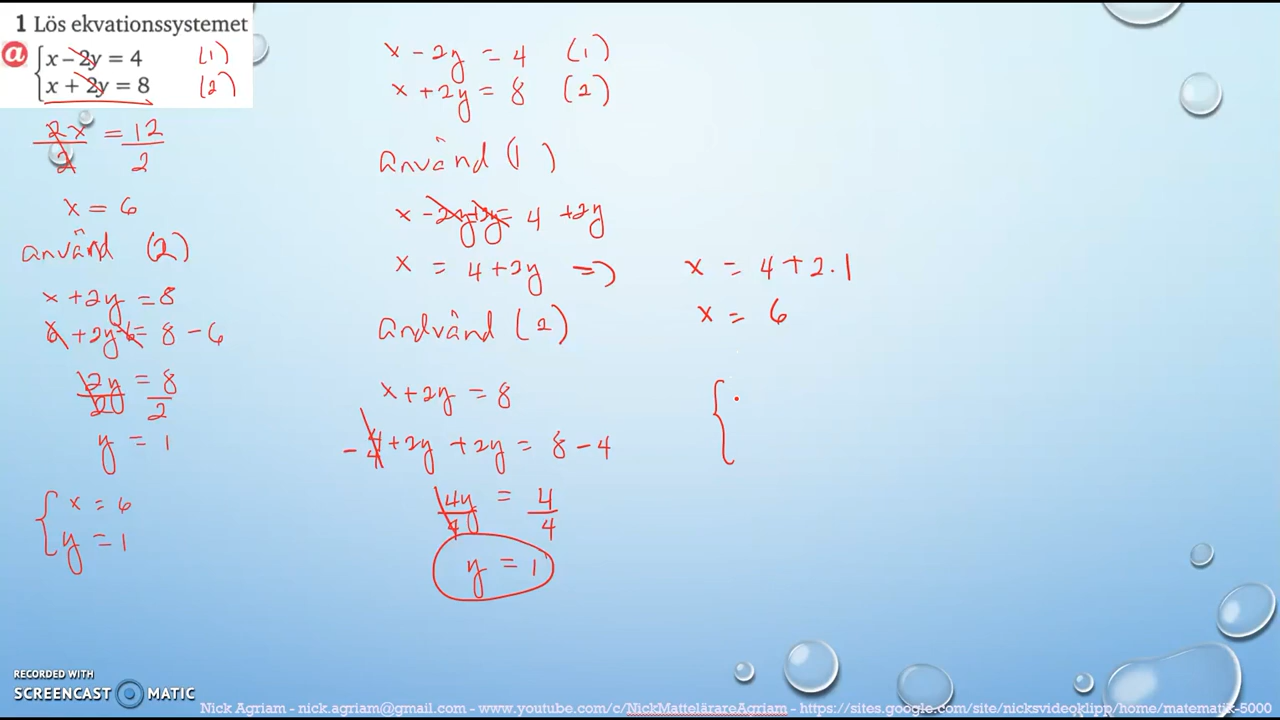 1 Lös ekvationssystemet
a
x – 2y = 4 (1)
x + 2y = 8 (2)
2x/2 = 12/2
x = 6
använd (2)
x + 2y = 8
6 + 2y - 6 = 8 - 6
2y/2 = 8/2
y = 1
x = 6
y = 1
x - 2y = 4 (1)
x + 2y = 8 (2)
använd (1)
x - 2y + 2y = 4 + 2y
x = 4 + 2y =>
andvänd (2)
x + 2y = 8
-4 4 + 2y + 2y = 8 - 4
4y/4 = 4/4
y = 1
x = 4 + 2 · 1
x = 6
{
RECORDED WITH
SCREENCAST MATIC
Nick Agriam - nick.agriam@gmail.com - www.youtube.com/c/NickMattelärareAgriam - https://sites.google.com/site/nicksvideoklipp/home/matematik-5000